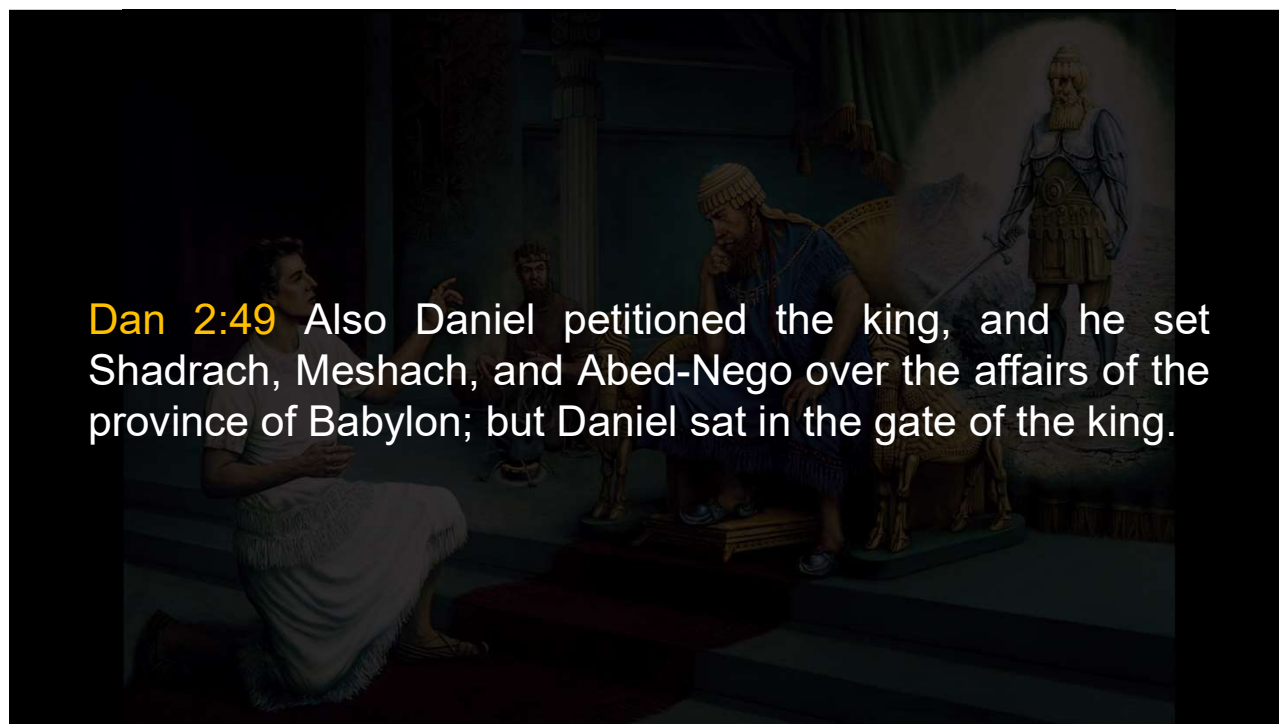 Dan 2:49 Also Daniel petitioned the king, and he set
Shadrach, Meshach, and Abed-Nego over the affairs of the
province of Babylon; but Daniel sat in the gate of the king.